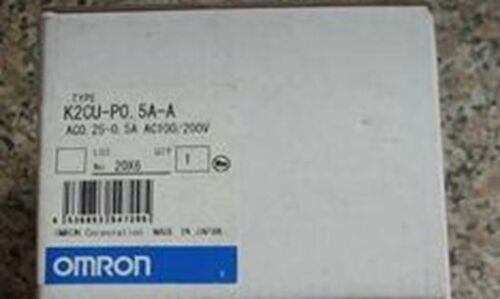 TYPE
K2CU-P0.5A-A
AC0.25-0.5A AC100/200V
LOT No. 20X6
QTY 1
OMRON Corporation MADE IN JAPAN
OMRON